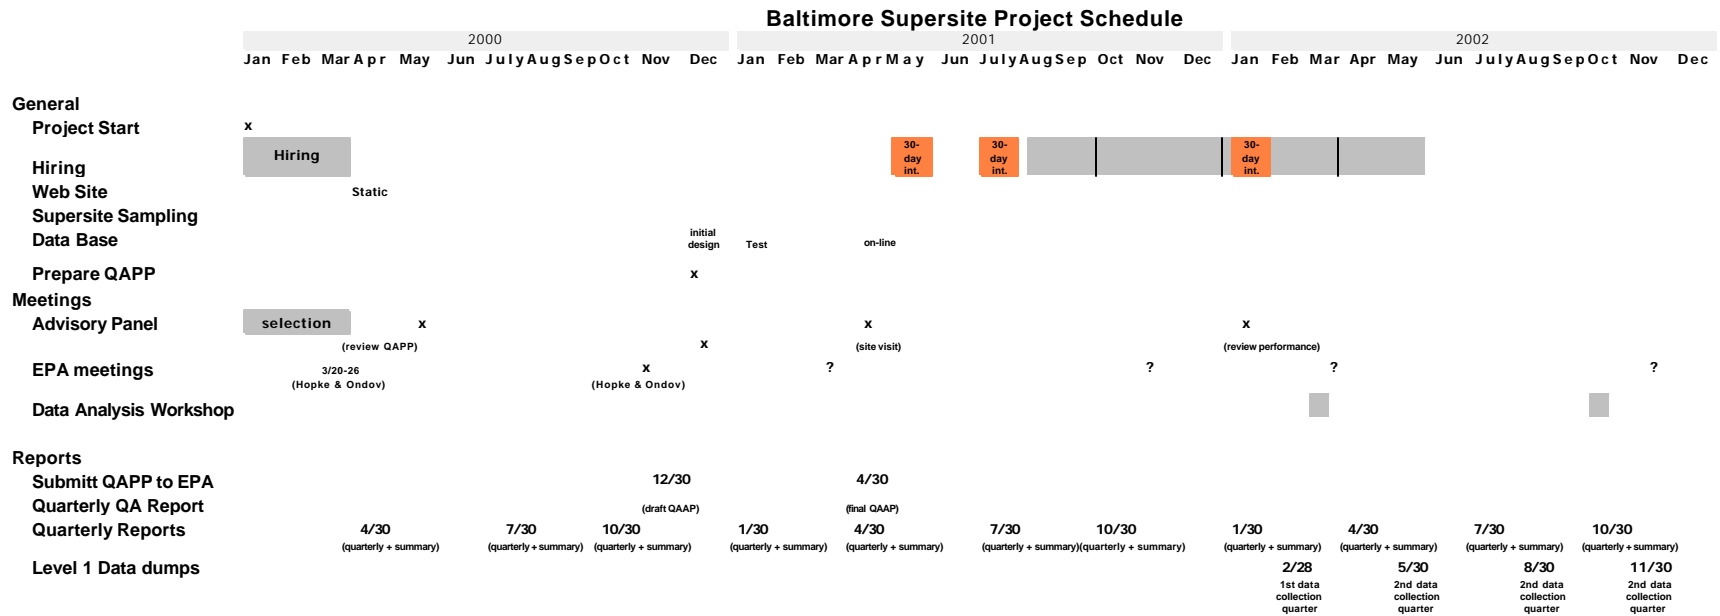 Baltimore Supersite Project Schedule
2000 2001 2002
Jan Feb Mar Apr May Jun July Aug Sep Oct Nov Dec Jan Feb Mar Apr May Jun July Aug Sep Oct Nov Dec Jan Feb Mar Apr May Jun July Aug Sep Oct Nov Dec
General
Project Start x
Hiring Hiring 30-day int. 30-day int. 30-day int.
Web Site Static
Supersite Sampling
Data Base initial design Test on-line
Prepare QAPP x
Meetings
Advisory Panel selection x x x
(review QAPP) x (site visit) (review performance)
EPA meetings 3/20-26 x ? ? ? ?
(Hopke & Ondov) (Hopke & Ondov)
Data Analysis Workshop
Reports
Submitt QAPP to EPA 12/30 4/30
Quarterly QA Report (draft QAAP) (final QAAP)
Quarterly Reports 4/30 7/30 10/30 1/30 4/30 7/30 10/30 1/30 4/30 7/30 10/30
(quarterly + summary) (quarterly + summary) (quarterly + summary) (quarterly + summary) (quarterly + summary) (quarterly + summary)(quarterly + summary) (quarterly + summary) (quarterly + summary) (quarterly + summary) (quarterly + summary)
Level 1 Data dumps 2/28 5/30 8/30 11/30
1st data 2nd data 2nd data 2nd data
collection collection collection collection
quarter quarter quarter quarter